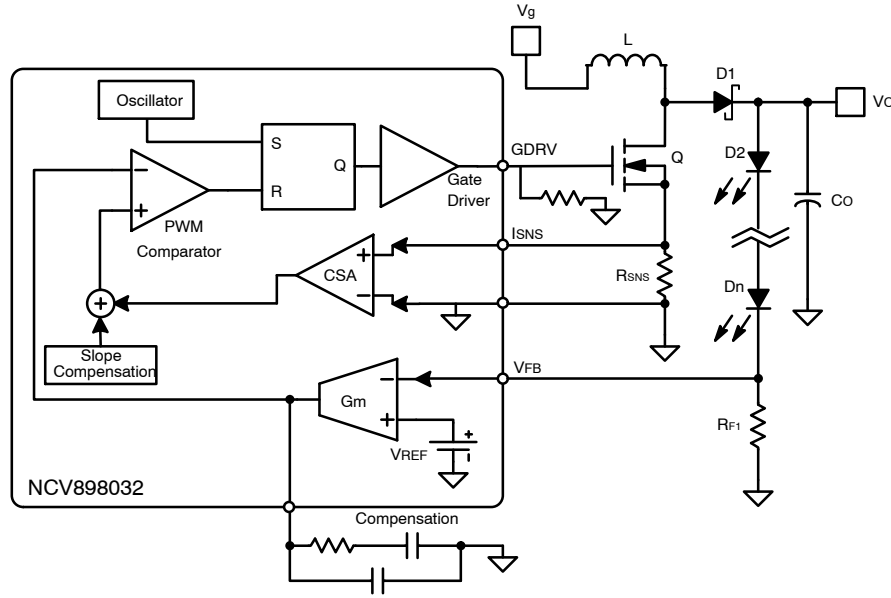 Vg
L
D1
VO
Oscillator
S
Q
R
Gate
Driver
GDRV
Q
D2
CO
PWM
Comparator
− 
+
ISNS
CSA
+
−
RSNS
Dn
+
Slope
Compensation
VFB
Gm
−
+
VREF
+
−
RF1
NCV898032
Compensation